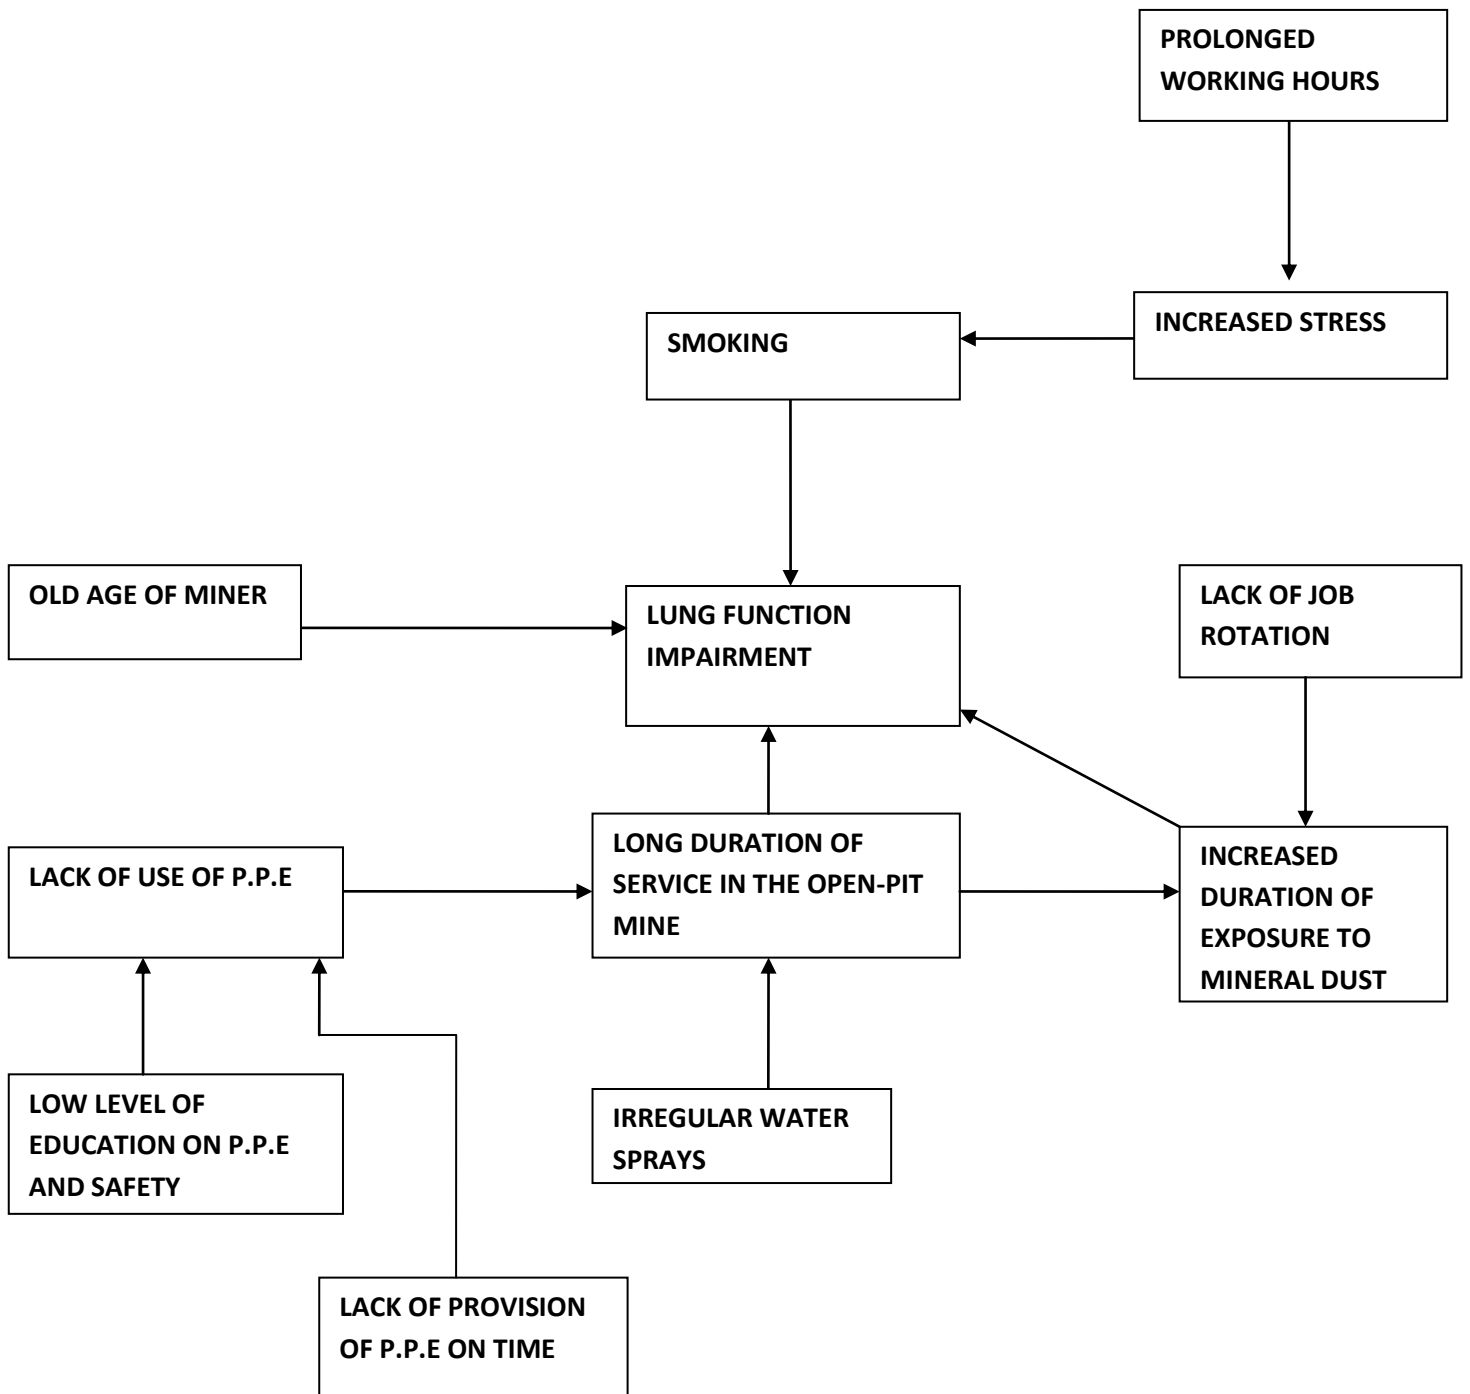 PROLONGED
WORKING HOURS
INCREASED STRESS
SMOKING
OLD AGE OF MINER
LUNG FUNCTION
IMPAIRMENT
LACK OF JOB
ROTATION
LACK OF USE OF P.P.E
LONG DURATION OF
SERVICE IN THE OPEN-PIT
MINE
INCREASED
DURATION OF
EXPOSURE TO
MINERAL DUST
LOW LEVEL OF
EDUCATION ON P.P.E
AND SAFETY
IRREGULAR WATER
SPRAYS
LACK OF PROVISION
OF P.P.E ON TIME